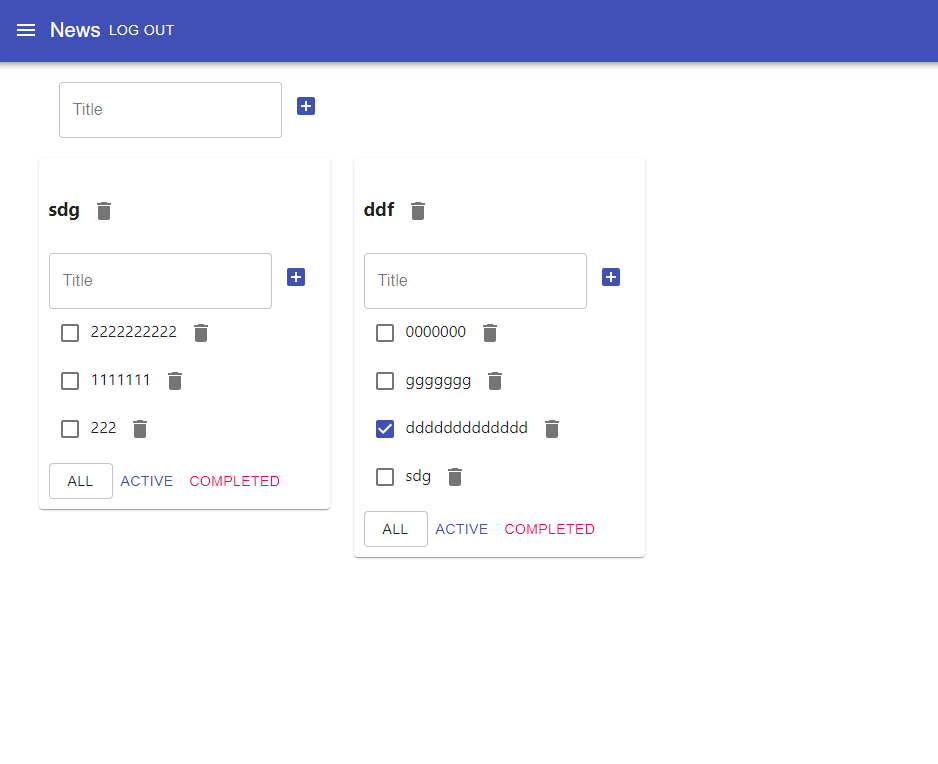 News LOG OUT
Title
sdg
Title
2222222222
1111111
222
ALL ACTIVE COMPLETED
ddf
Title
0000000
ggggggg
ddddddddddddd
sdg
ALL ACTIVE COMPLETED